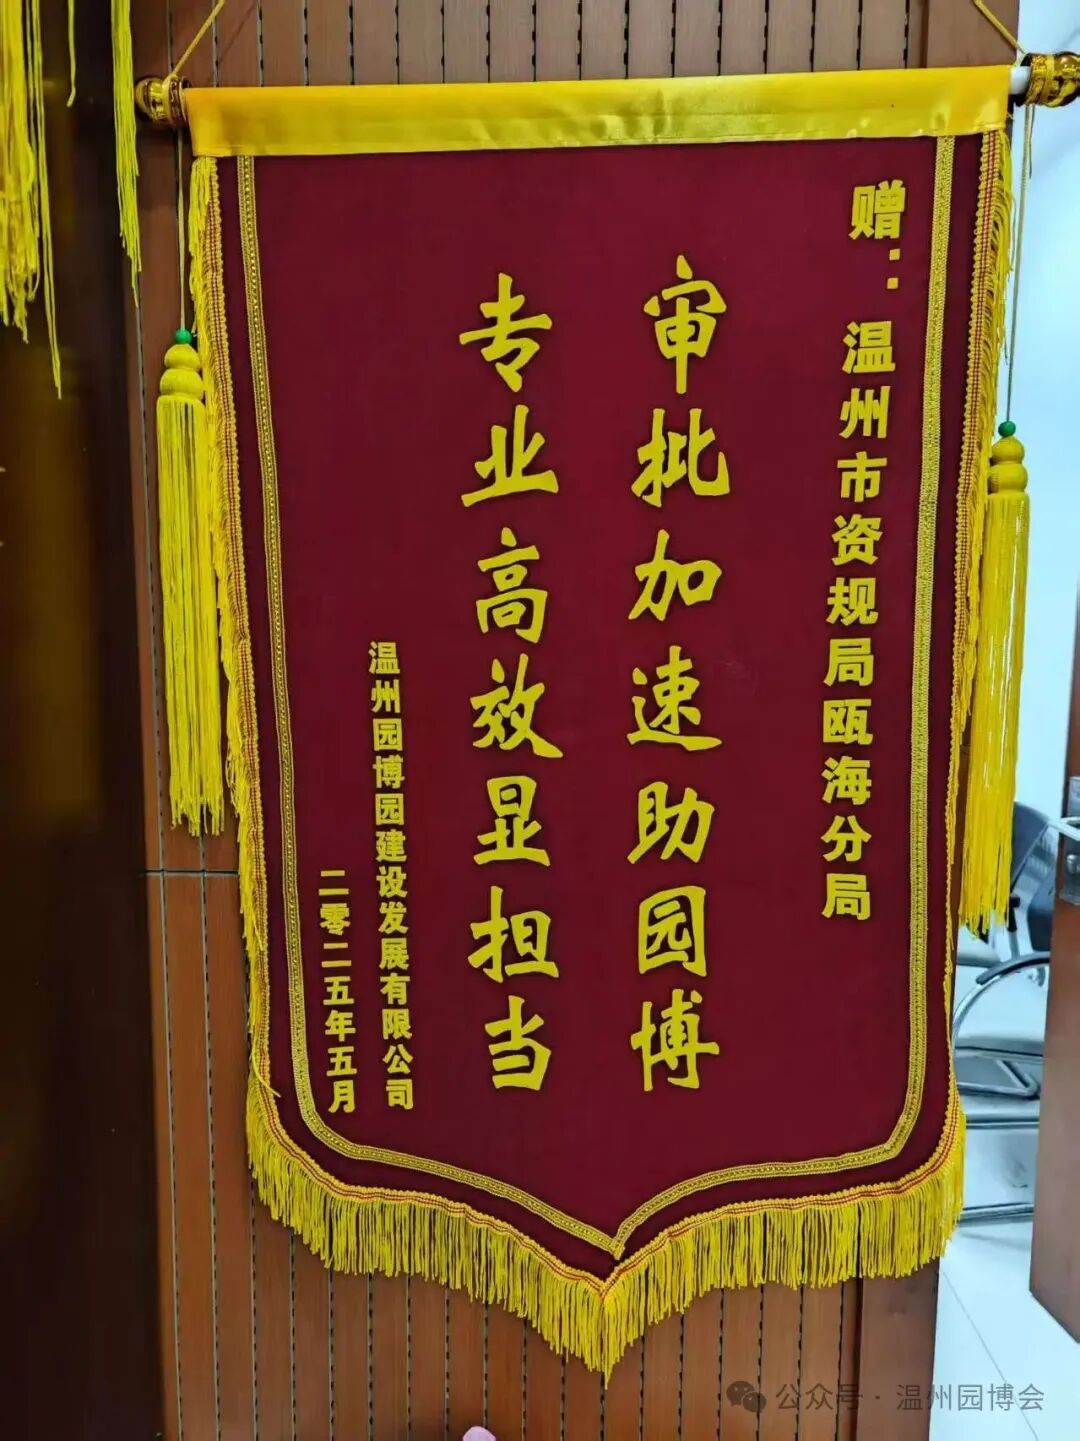 赠：温州市资规局瓯海分局
审批加速助园博
专业高效显担当
温州园博园建设发展有限公司
二零二五年五月
公众号·温州园博会